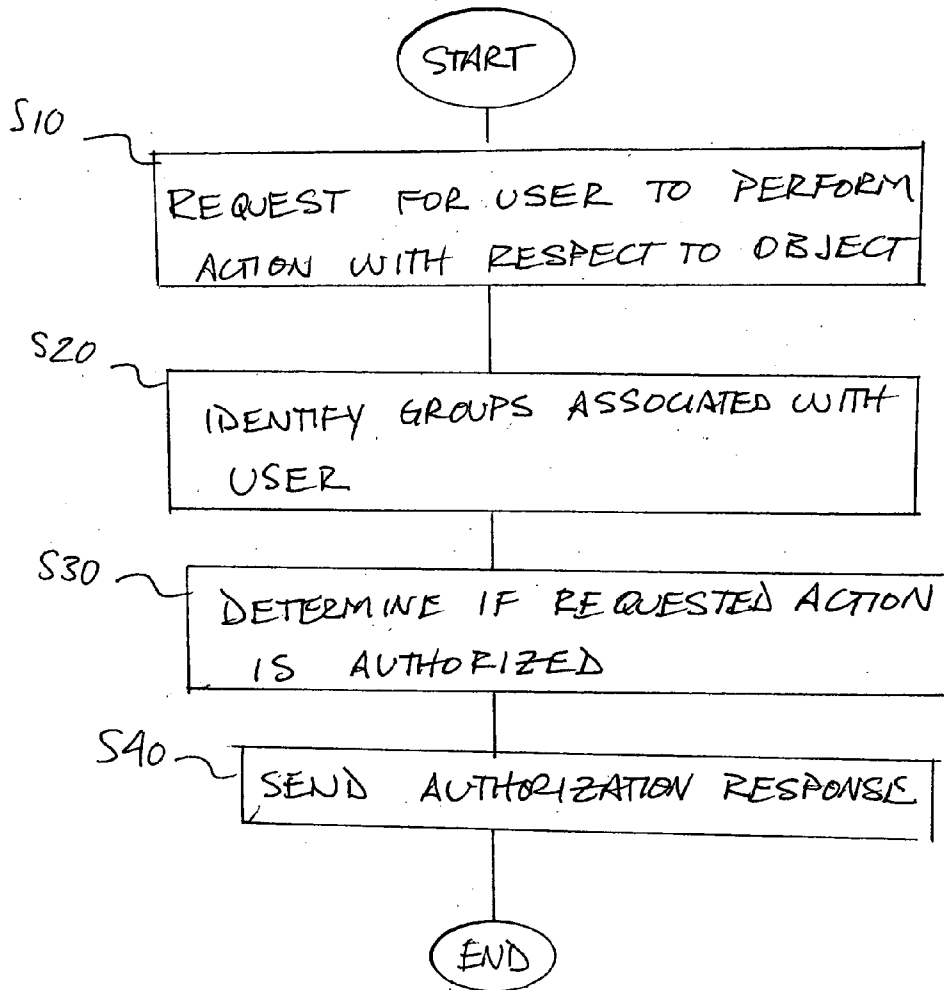 START
S10
REQUEST FOR USER TO PERFORM
ACTION WITH RESPECT TO OBJECT
S20
IDENTIFY GROUPS ASSOCIATED WITH
USER
S30
DETERMINE IF REQUESTED ACTION
IS AUTHORIZED
S40
SEND AUTHORIZATION RESPONSE
END